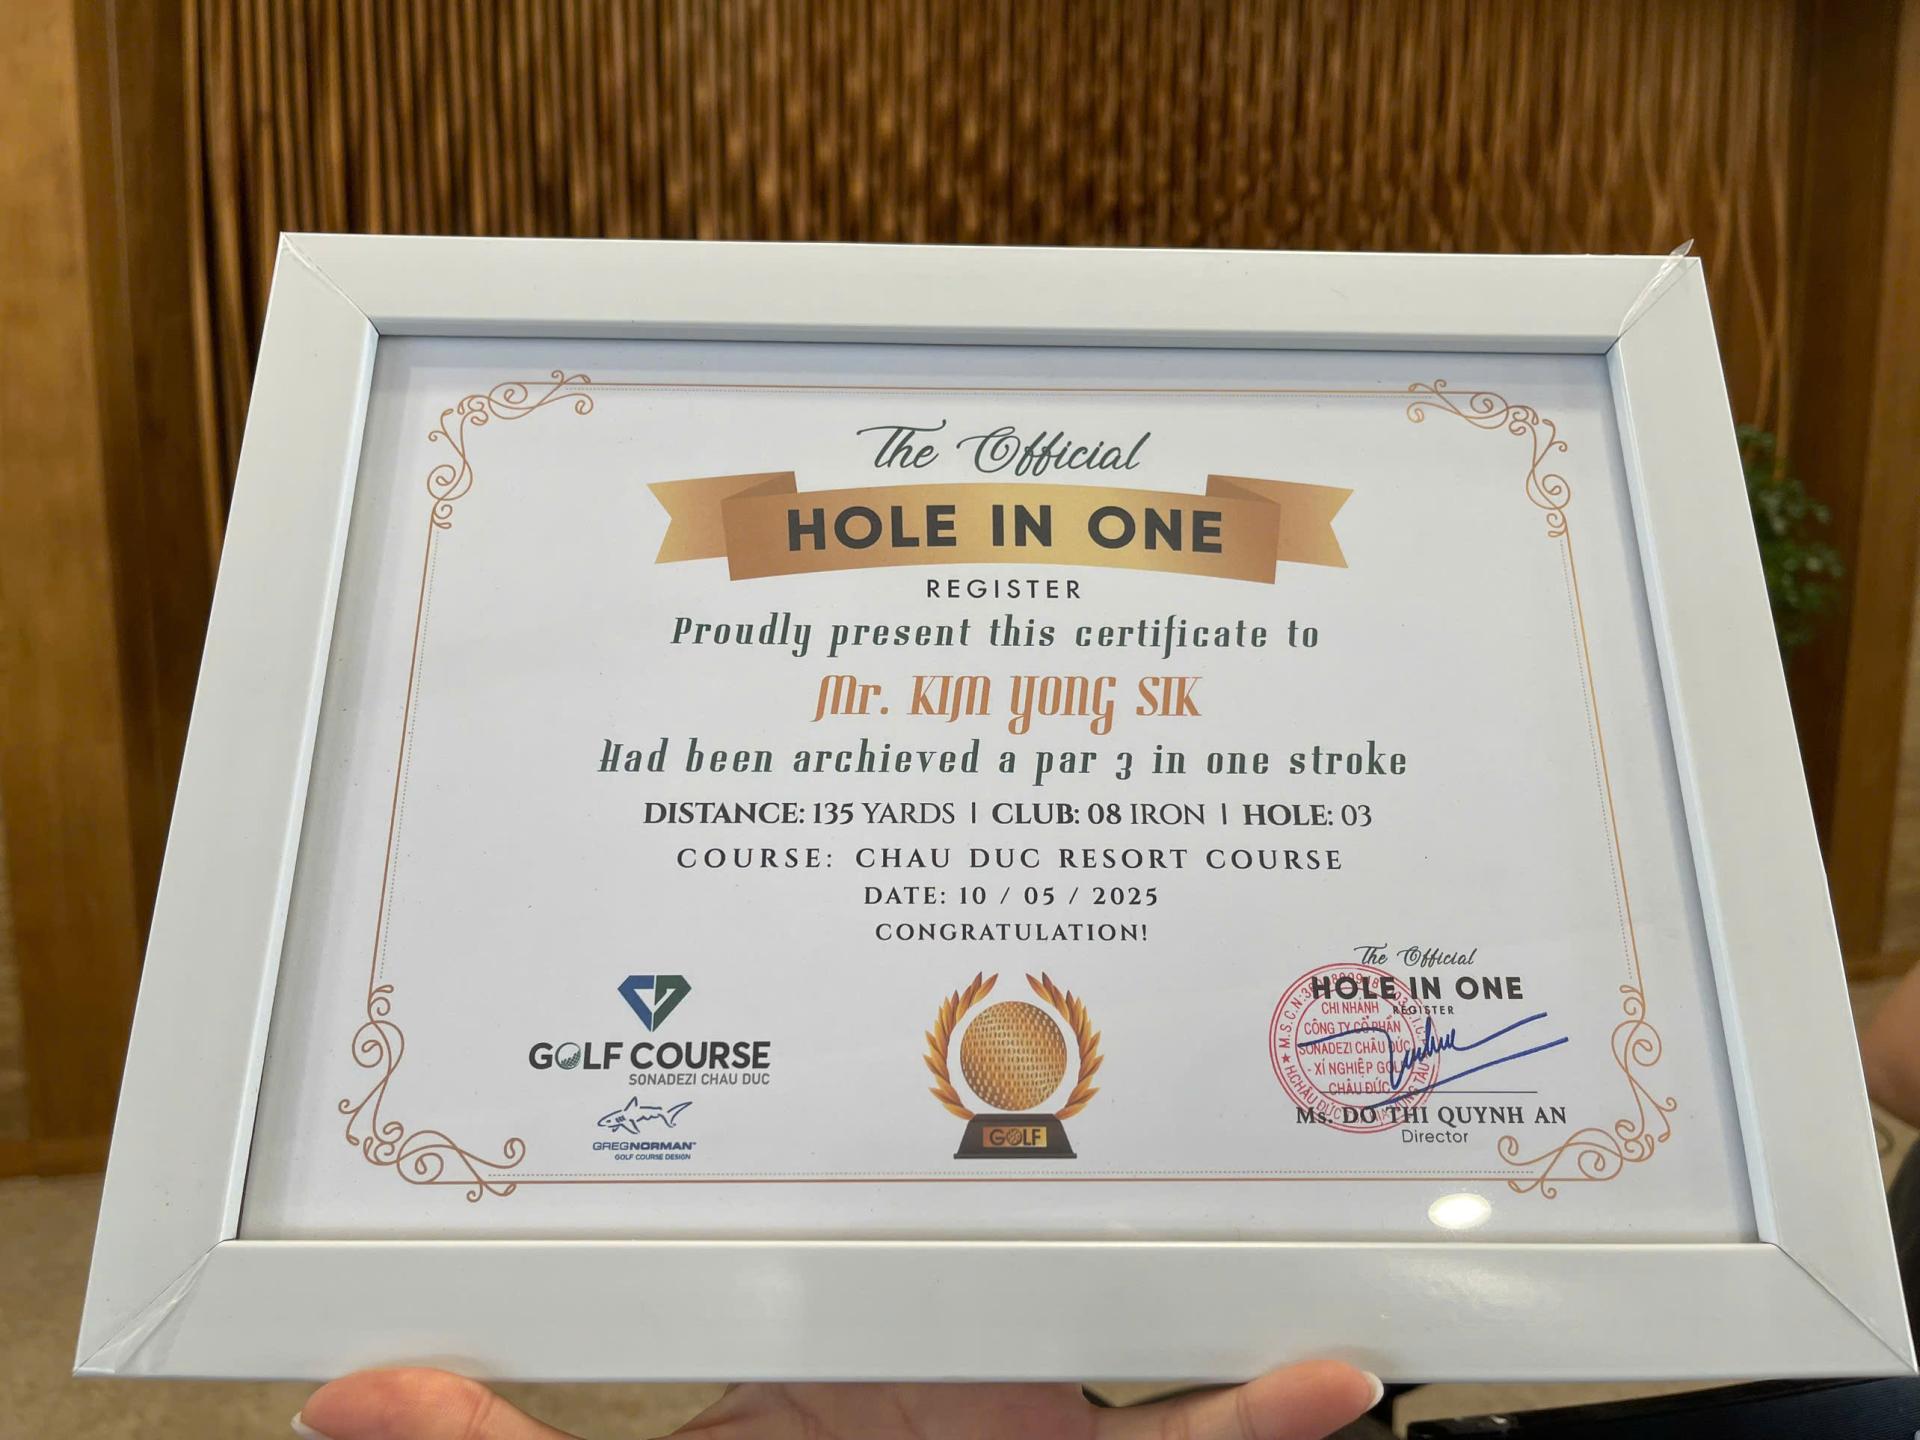 The Official
HOLE IN ONE
REGISTER
Proudly present this certificate to
Mr. KIM YONG SIK
Had been archieved a par 3 in one stroke
DISTANCE: 135 YARDS | CLUB: 08 IRON | HOLE: 03
COURSE: CHAU DUC RESORT COURSE
DATE: 10 / 05 / 2025
CONGRATULATION!
GOLF COURSE
SONADEZI CHAU DUC
GREGNORMAN
GOLF COURSE DESIGN
GOLF
The Official
HOLE IN ONE
REGISTER
CHI NHÁNH
CÔNG TY CỔ PHẦN
SONADEZI CHÂU ĐỨC
- XÍ NGHIỆP GOLF
CHÂU ĐỨC
Ms. DO THI QUYNH AN
Director